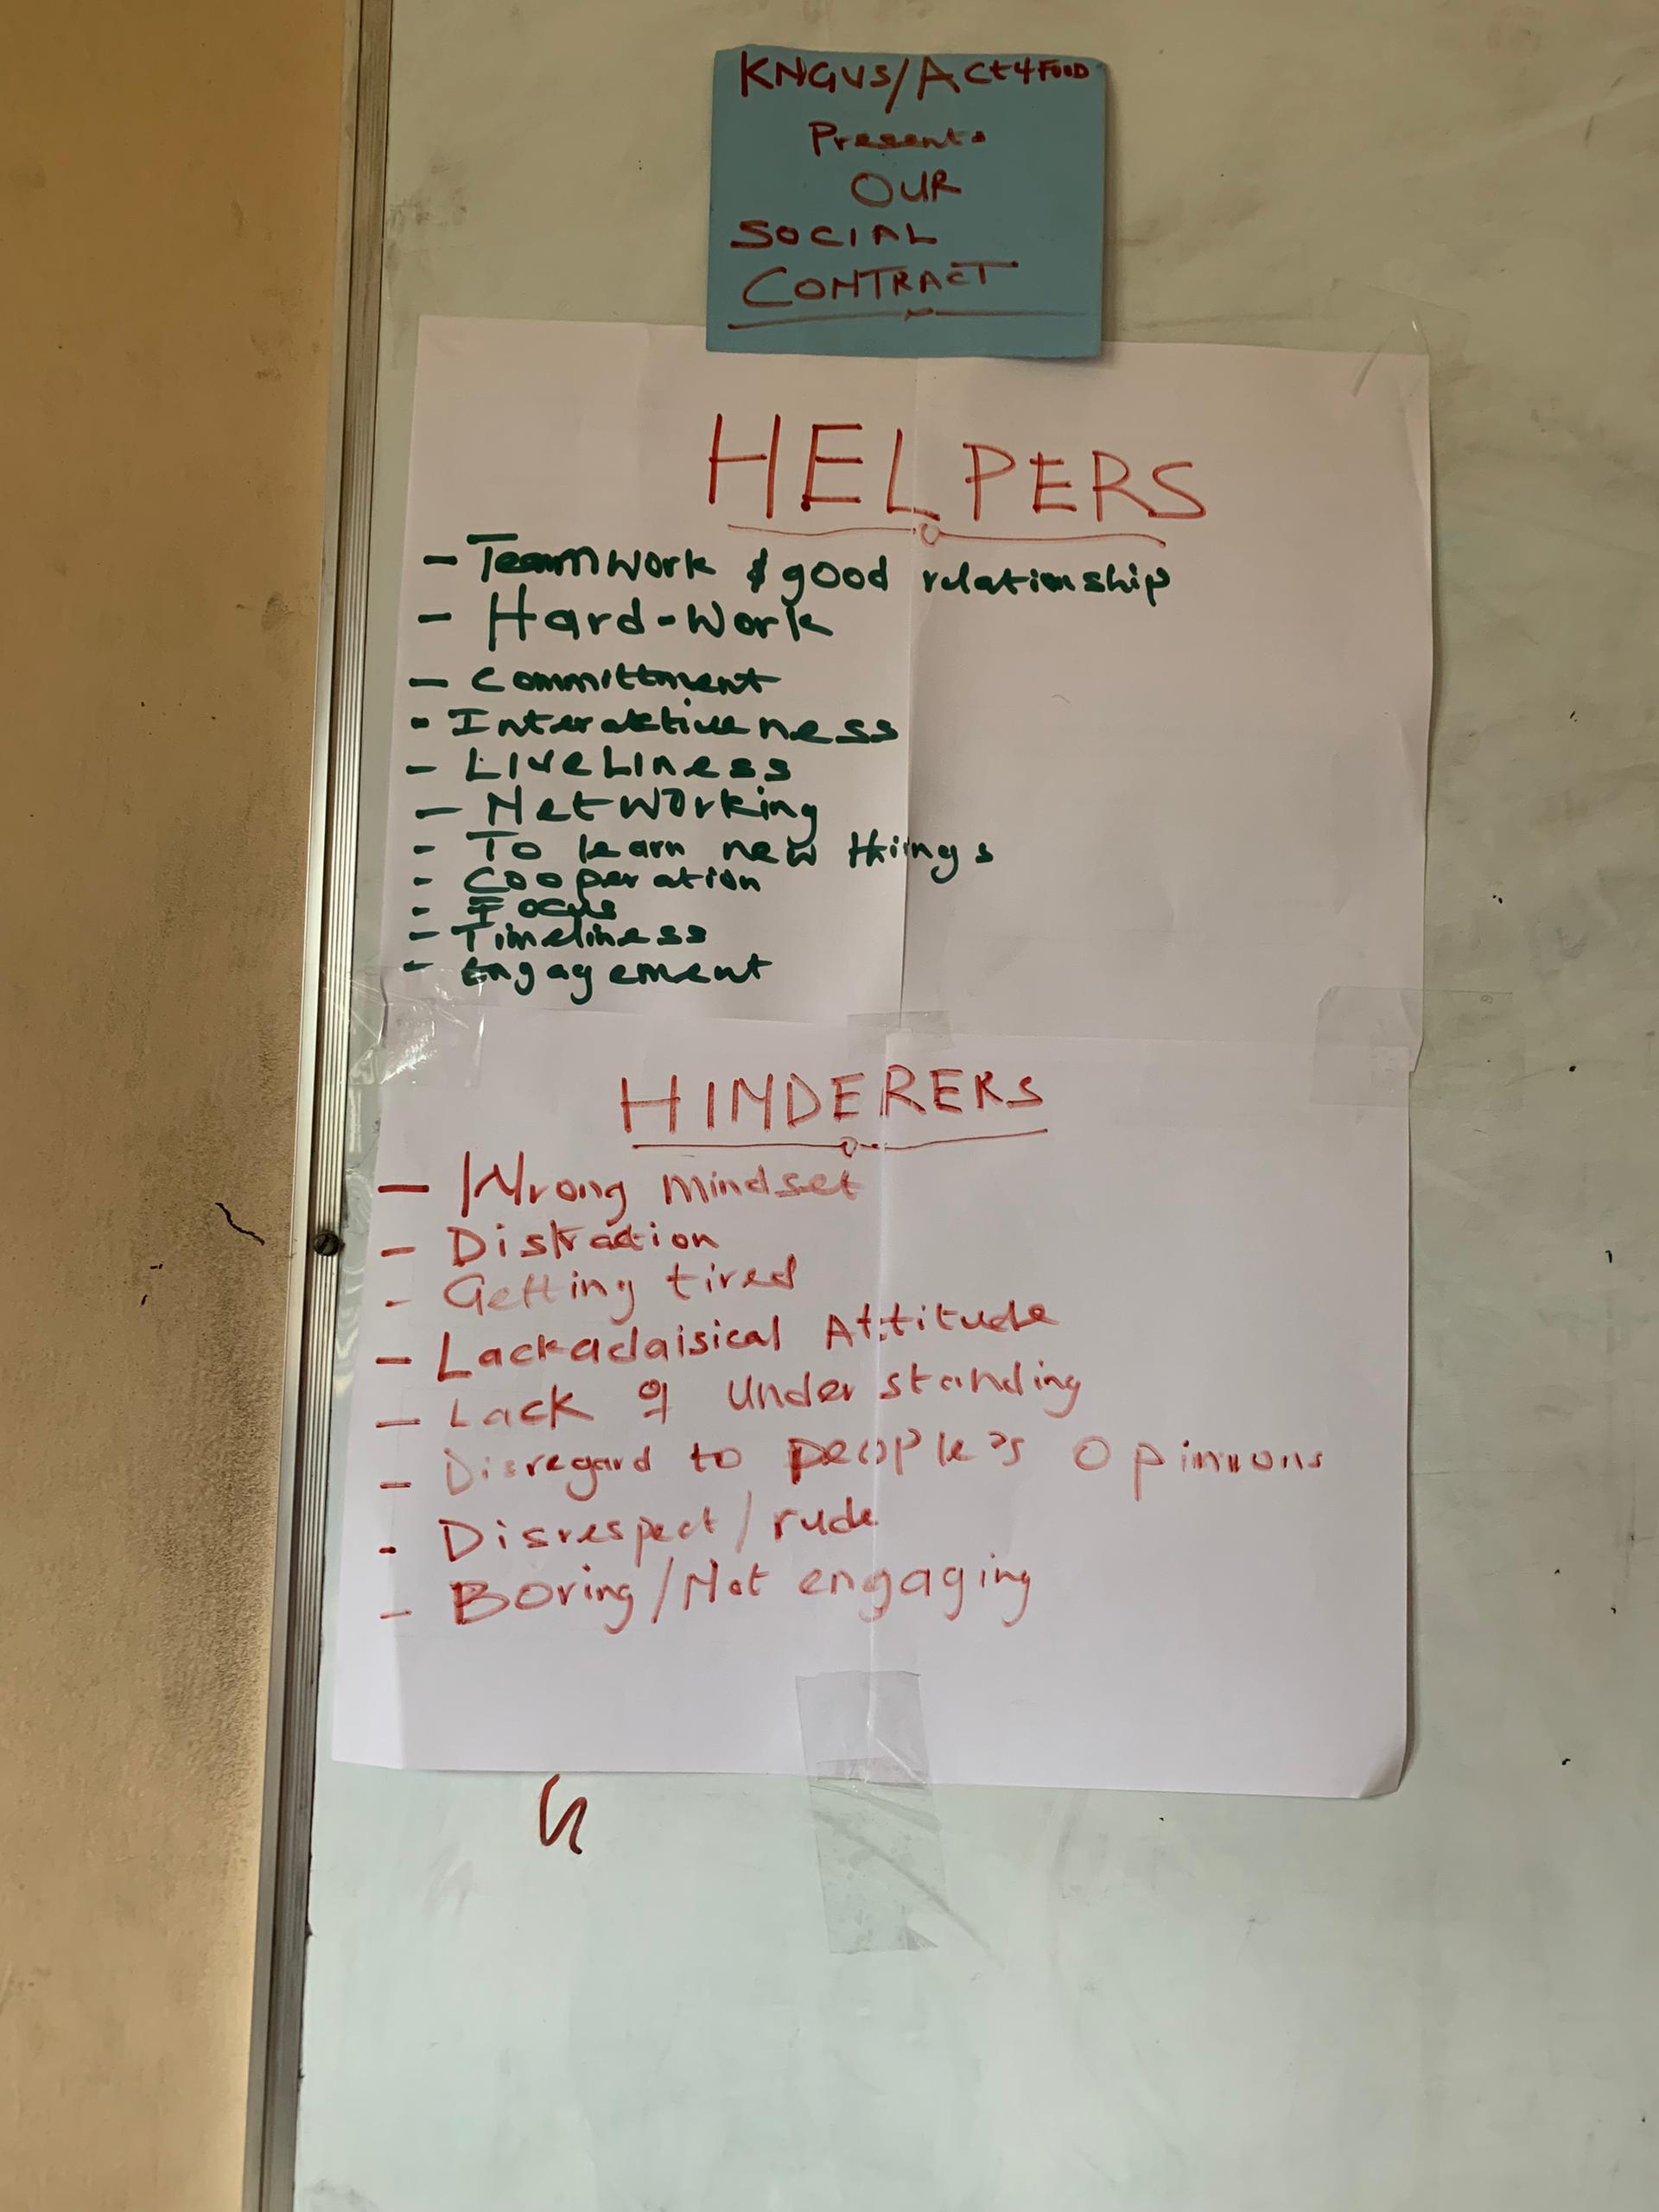 KNGVS/Act4FOOD
Presents
OUR
SOCIAL
CONTRACT
HELPERS
- Teamwork & good relationship
- Hard-Work
- Committment
- Interactiveness
- LiveLiness
- NetWorking
- To learn new things
- Cooperation
- Focus
- Timeliness
- Engagement
HINDERERS
- Wrong mindset
- Distraction
- Getting tired
- Lackadaisical Attitude
- Lack of Understanding
- Disregard to people's Opinions
- Disrespect/rude
- Boring/Not engaging